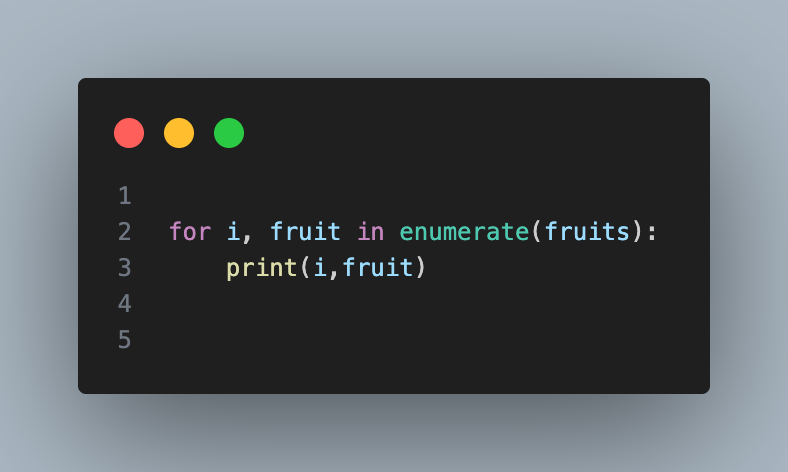 1
2 for i, fruit in enumerate(fruits):
3     print(i,fruit)
4
5